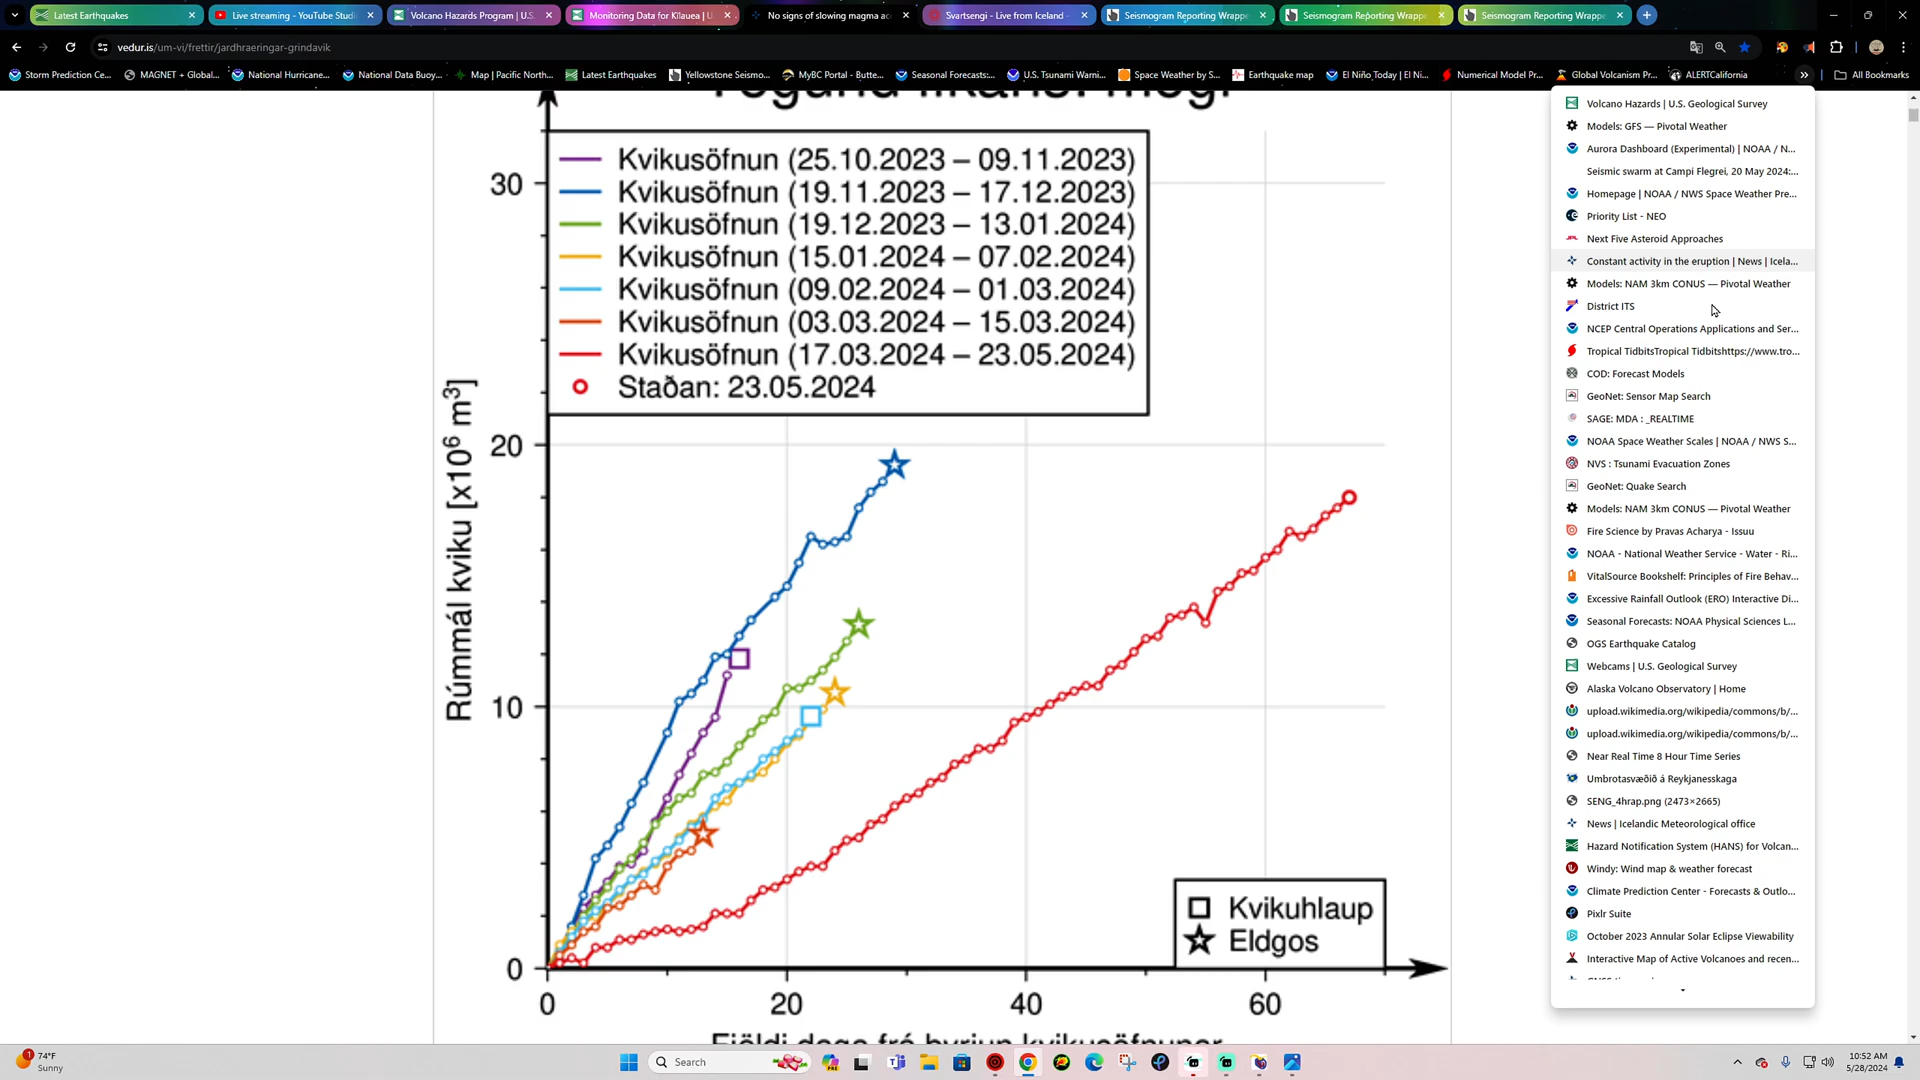 Latest Earthquakes
Live streaming - YouTube Studi
Volcano Hazards Program | U.S.
Monitoring Data for Kīlauea | U
No signs of slowing magma ac
Svartsengi - Live from Iceland -
Seismogram Reporting Wrappe
Seismogram Reporting Wrappe
Seismogram Reporting Wrappe
vedur.is/um-vi/frettir/jardhraeringar-grindavik
Storm Prediction Ce...
MAGNET + Global...
National Hurricane...
National Data Buoy...
Map | Pacific North...
Latest Earthquakes
Yellowstone Seismo...
MyBC Portal - Butte...
Seasonal Forecasts:...
U.S. Tsunami Warni...
Space Weather by S...
Earthquake map
El Niño Today | El Ni...
Numerical Model Pr...
Global Volcanism Pr...
ALERTCalifornia
All Bookmarks
Kvikusöfnun (25.10.2023 – 09.11.2023)
Kvikusöfnun (19.11.2023 – 17.12.2023)
Kvikusöfnun (19.12.2023 – 13.01.2024)
Kvikusöfnun (15.01.2024 – 07.02.2024)
Kvikusöfnun (09.02.2024 – 01.03.2024)
Kvikusöfnun (03.03.2024 – 15.03.2024)
Kvikusöfnun (17.03.2024 – 23.05.2024)
Staðan: 23.05.2024
Rúmmál kviku [x10⁶ m³]
30
20
10
0
0
20
40
60
Kvikuhlaup
Eldgos
Fjöldi daga frá byrjun kvikusöfnunar
Volcano Hazards | U.S. Geological Survey
Models: GFS — Pivotal Weather
Aurora Dashboard (Experimental) | NOAA / N...
Seismic swarm at Campi Flegrei, 20 May 2024:...
Homepage | NOAA / NWS Space Weather Pre...
Priority List - NEO
Next Five Asteroid Approaches
Constant activity in the eruption | News | Icela...
Models: NAM 3km CONUS — Pivotal Weather
District ITS
NCEP Central Operations Applications and Ser...
Tropical TidbitsTropical Tidbitshttps://www.tro...
COD: Forecast Models
GeoNet: Sensor Map Search
SAGE: MDA : _REALTIME
NOAA Space Weather Scales | NOAA / NWS S...
NVS : Tsunami Evacuation Zones
GeoNet: Quake Search
Models: NAM 3km CONUS — Pivotal Weather
Fire Science by Pravas Acharya - Issuu
NOAA - National Weather Service - Water - Ri...
VitalSource Bookshelf: Principles of Fire Behav...
Excessive Rainfall Outlook (ERO) Interactive Di...
Seasonal Forecasts: NOAA Physical Sciences L...
OGS Earthquake Catalog
Webcams | U.S. Geological Survey
Alaska Volcano Observatory | Home
upload.wikimedia.org/wikipedia/commons/b/...
upload.wikimedia.org/wikipedia/commons/b/...
Near Real Time 8 Hour Time Series
Umbrotasvæðið á Reykjanesskaga
SENG_4hrap.png (2473×2665)
News | Icelandic Meteorological office
Hazard Notification System (HANS) for Volcan...
Windy: Wind map & weather forecast
Climate Prediction Center - Forecasts & Outlo...
Pixlr Suite
October 2023 Annular Solar Eclipse Viewability
Interactive Map of Active Volcanoes and recen...
1
74°F
Sunny
Search
PRE
10:52 AM
5/28/2024